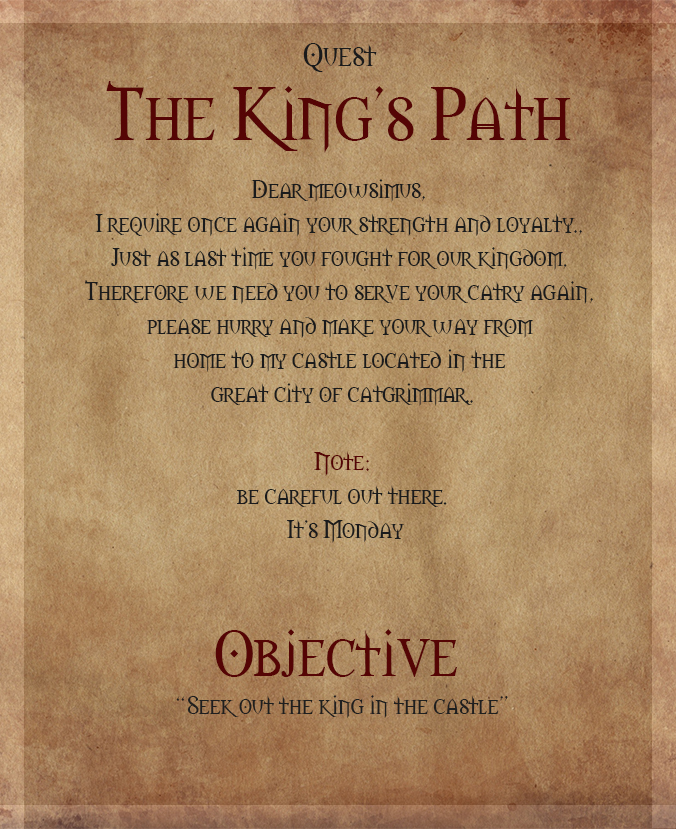 Quest
The King's Path
Dear meowsimus,
I require once again your strength and loyalty.,
Just as last time you fought for our kingdom.
Therefore we need you to serve your catry again,
please hurry and make your way from
home to my castle located in the
great city of catgrimmar,.
Note:
be careful out there.
It's Monday
Objective
“Seek out the king in the castle”